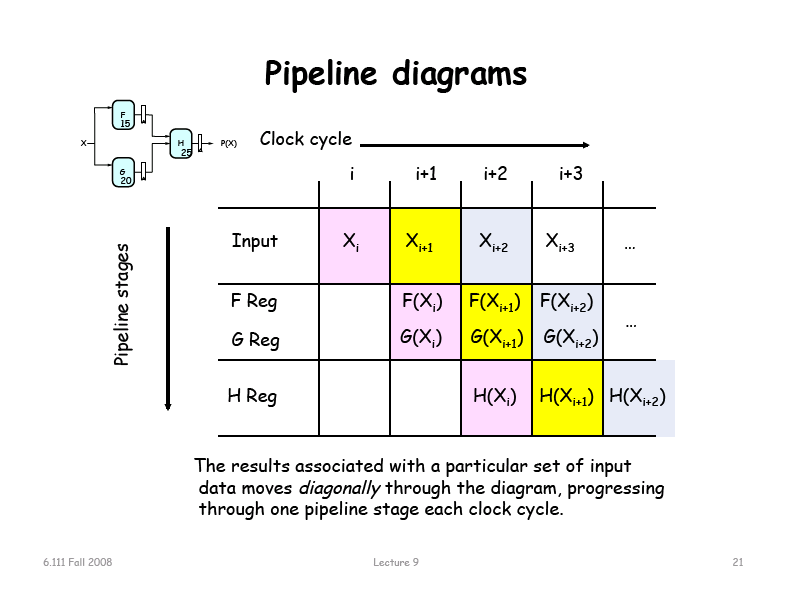 Pipeline diagrams
F
15
X
H
25
P(X)
G
20
Clock cycle
i i+1 i+2 i+3
Pipeline stages
Input Xi Xi+1 Xi+2 Xi+3 ...
F Reg F(Xi) F(Xi+1) F(Xi+2)
...
G Reg G(Xi) G(Xi+1) G(Xi+2)
H Reg H(Xi) H(Xi+1) H(Xi+2)
The results associated with a particular set of input
data moves diagonally through the diagram, progressing
through one pipeline stage each clock cycle.
6.111 Fall 2008 Lecture 9 21